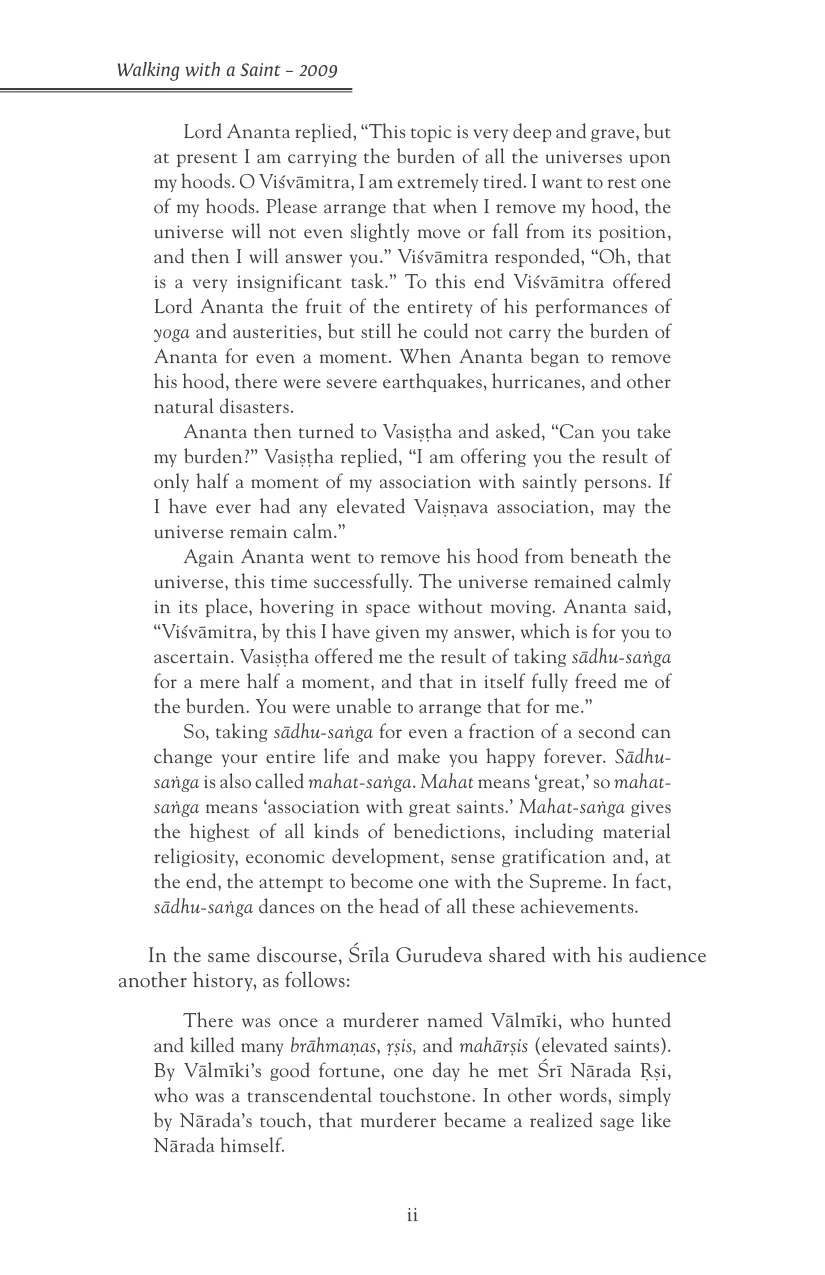 Walking with a Saint – 2009
Lord Ananta replied, “This topic is very deep and grave, but
at present I am carrying the burden of all the universes upon
my hoods. O Viśvāmitra, I am extremely tired. I want to rest one
of my hoods. Please arrange that when I remove my hood, the
universe will not even slightly move or fall from its position,
and then I will answer you.” Viśvāmitra responded, “Oh, that
is a very insignificant task.” To this end Viśvāmitra offered
Lord Ananta the fruit of the entirety of his performances of
yoga and austerities, but still he could not carry the burden of
Ananta for even a moment. When Ananta began to remove
his hood, there were severe earthquakes, hurricanes, and other
natural disasters.
Ananta then turned to Vasiṣṭha and asked, “Can you take
my burden?” Vasiṣṭha replied, “I am offering you the result of
only half a moment of my association with saintly persons. If
I have ever had any elevated Vaiṣṇava association, may the
universe remain calm.”
Again Ananta went to remove his hood from beneath the
universe, this time successfully. The universe remained calmly
in its place, hovering in space without moving. Ananta said,
“Viśvāmitra, by this I have given my answer, which is for you to
ascertain. Vasiṣṭha offered me the result of taking sādhu-saṅga
for a mere half a moment, and that in itself fully freed me of
the burden. You were unable to arrange that for me.”
So, taking sādhu-saṅga for even a fraction of a second can
change your entire life and make you happy forever. Sādhu-
saṅga is also called mahat-saṅga. Mahat means ‘great,’ so mahat-
saṅga means ‘association with great saints.’ Mahat-saṅga gives
the highest of all kinds of benedictions, including material
religiosity, economic development, sense gratification and, at
the end, the attempt to become one with the Supreme. In fact,
sādhu-saṅga dances on the head of all these achievements.
In the same discourse, Śrīla Gurudeva shared with his audience
another history, as follows:
There was once a murderer named Vālmīki, who hunted
and killed many brāhmaṇas, ṛṣis, and mahārṣis (elevated saints).
By Vālmīki’s good fortune, one day he met Śrī Nārada Ṛṣi,
who was a transcendental touchstone. In other words, simply
by Nārada’s touch, that murderer became a realized sage like
Nārada himself.
ii